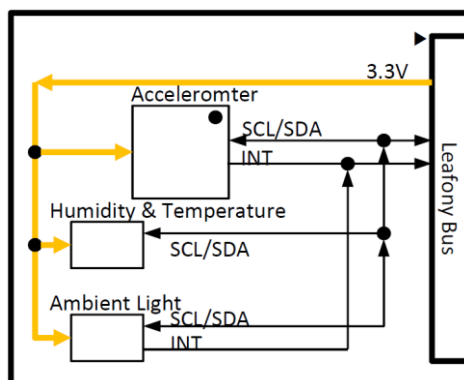 3.3V
Acceleromter
SCL/SDA
INT
Leafony Bus
Humidity & Temperature
SCL/SDA
Ambient Light
SCL/SDA
INT